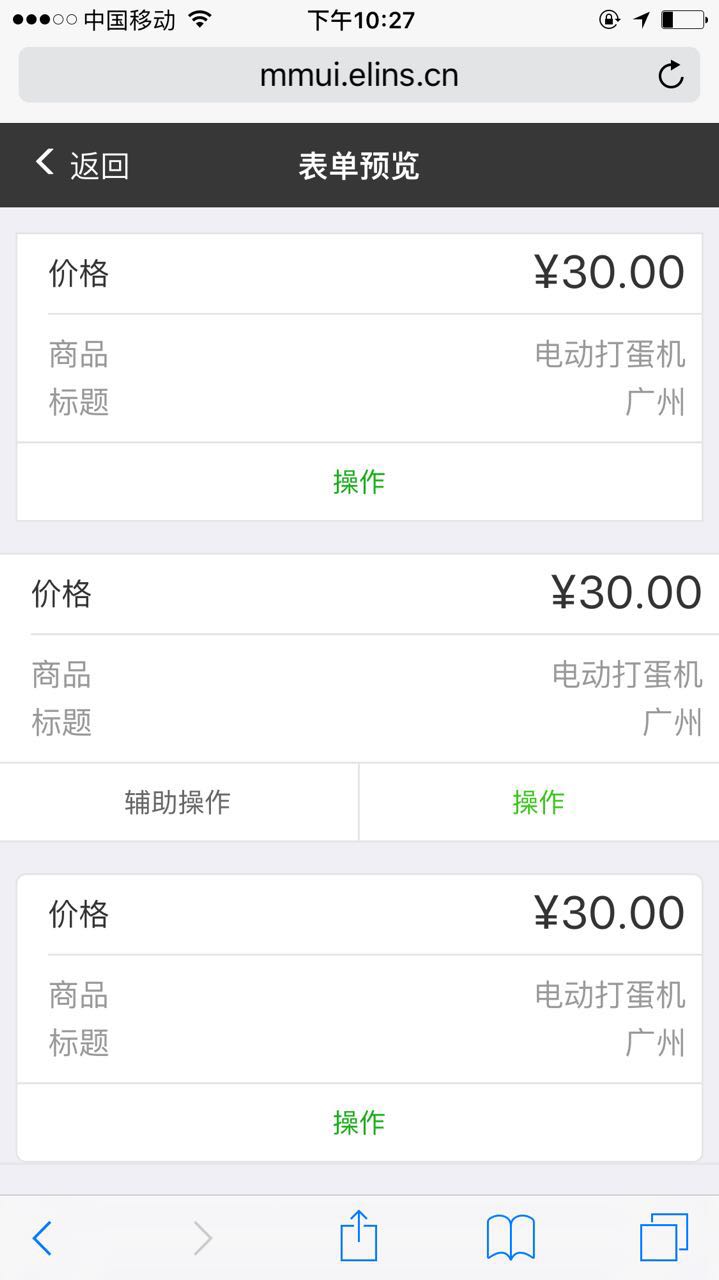 中国移动 下午10:27
mmui.elins.cn
返回 表单预览
价格 ¥30.00
商品 电动打蛋机
标题 广州
操作
价格 ¥30.00
商品 电动打蛋机
标题 广州
辅助操作 操作
价格 ¥30.00
商品 电动打蛋机
标题 广州
操作